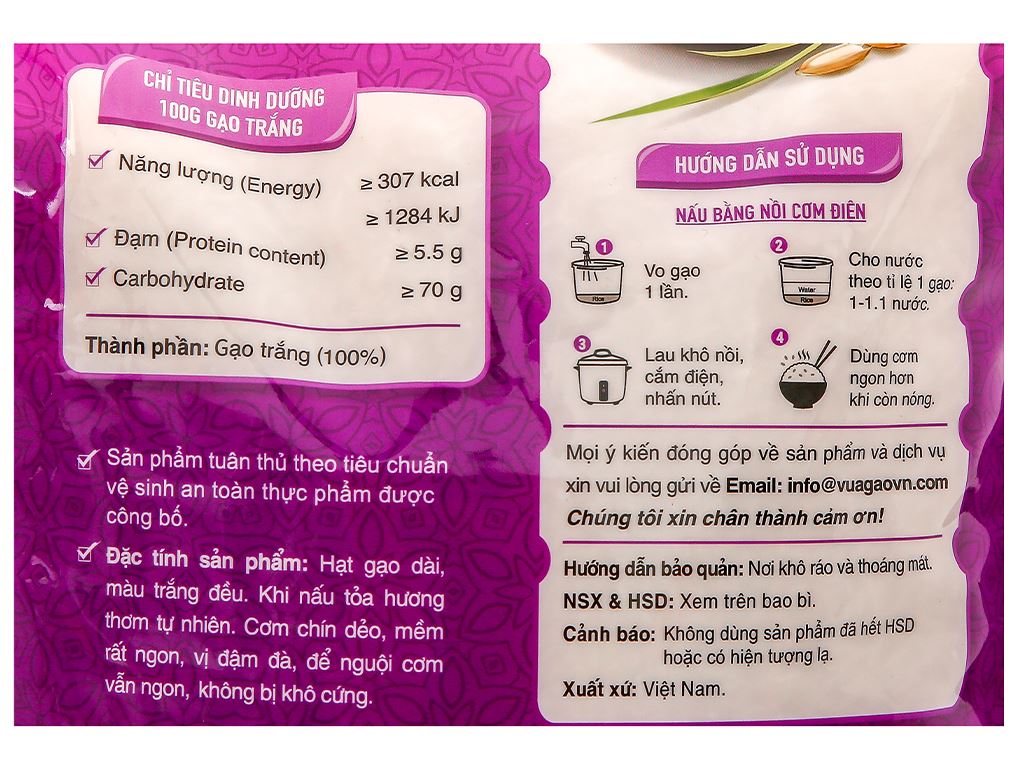 CHỈ TIÊU DINH DƯỠNG
100G GẠO TRẮNG
Năng lượng (Energy) ≥ 307 kcal
≥ 1284 kJ
Đạm (Protein content) ≥ 5.5 g
Carbohydrate ≥ 70 g
Thành phần: Gạo trắng (100%)
Sản phẩm tuân thủ theo tiêu chuẩn
vệ sinh an toàn thực phẩm được
công bố.
Đặc tính sản phẩm: Hạt gạo dài,
màu trắng đều. Khi nấu tỏa hương
thơm tự nhiên. Cơm chín dẻo, mềm
rất ngon, vị đậm đà, để nguội cơm
vẫn ngon, không bị khô cứng.
HƯỚNG DẪN SỬ DỤNG
NẤU BẰNG NỒI CƠM ĐIỆN
1
Rice
Vo gạo
1 lần.
2
Water
Rice
Cho nước
theo tỉ lệ 1 gạo:
1-1.1 nước.
3
Lau khô nồi,
cắm điện,
nhấn nút.
4
Dùng cơm
ngon hơn
khi còn nóng.
Mọi ý kiến đóng góp về sản phẩm và dịch vụ
xin vui lòng gửi về Email: info@vuagaovn.com
Chúng tôi xin chân thành cảm ơn!
Hướng dẫn bảo quản: Nơi khô ráo và thoáng mát.
NSX & HSD: Xem trên bao bì.
Cảnh báo: Không dùng sản phẩm đã hết HSD
hoặc có hiện tượng lạ.
Xuất xứ: Việt Nam.